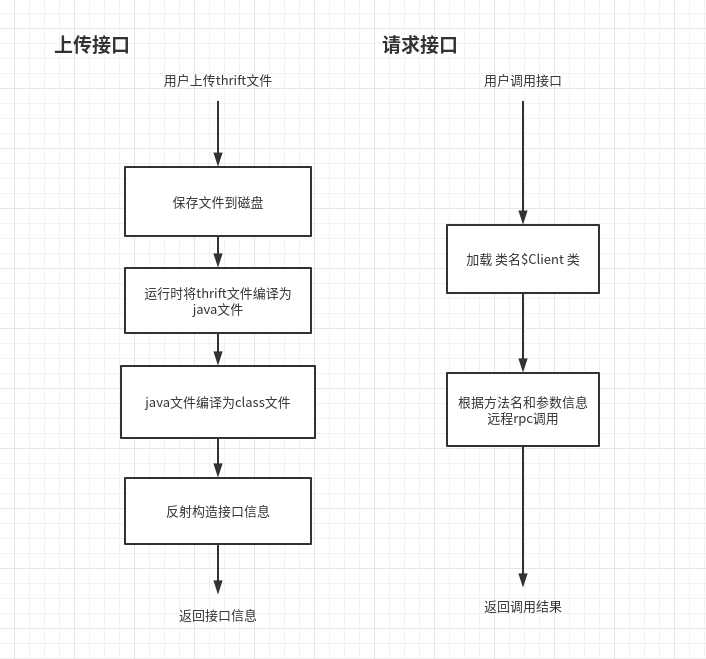 上传接口
用户上传thrift文件
保存文件到磁盘
运行时将thrift文件编译为
java文件
java文件编译为class文件
反射构造接口信息
返回接口信息
请求接口
用户调用接口
加载 类名$Client 类
根据方法名和参数信息
远程rpc调用
返回调用结果